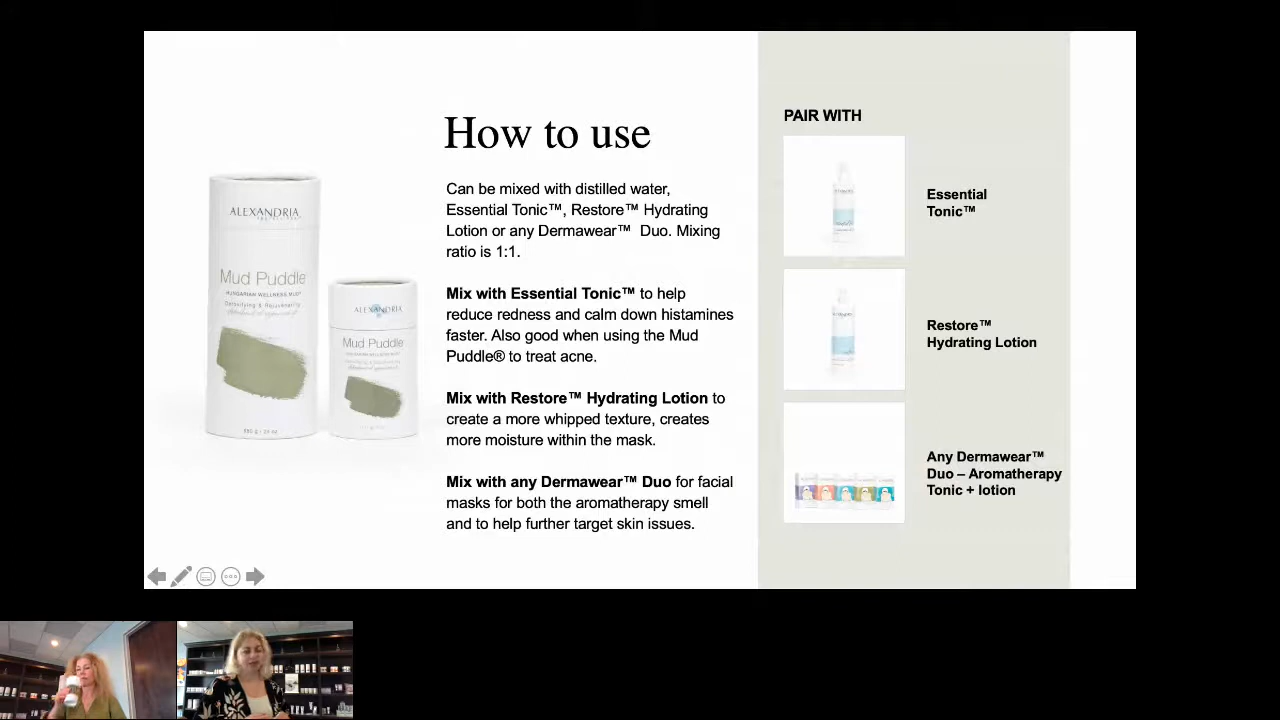 How to use
Can be mixed with distilled water,
Essential Tonic™, Restore™ Hydrating
Lotion or any Dermawear™ Duo. Mixing
ratio is 1:1.
Mix with Essential Tonic™ to help
reduce redness and calm down histamines
faster. Also good when using the Mud
Puddle® to treat acne.
Mix with Restore™ Hydrating Lotion to
create a more whipped texture, creates
more moisture within the mask.
Mix with any Dermawear™ Duo for facial
masks for both the aromatherapy smell
and to help further target skin issues.
PAIR WITH
Essential
Tonic™
Restore™
Hydrating Lotion
Any Dermawear™
Duo – Aromatherapy
Tonic + lotion
ALEXANDRIA
Mud Puddle
HUNGARIAN WELLNESS MUD
Detoxifying & Rejuvenating
ALEXANDRIA
Mud Puddle